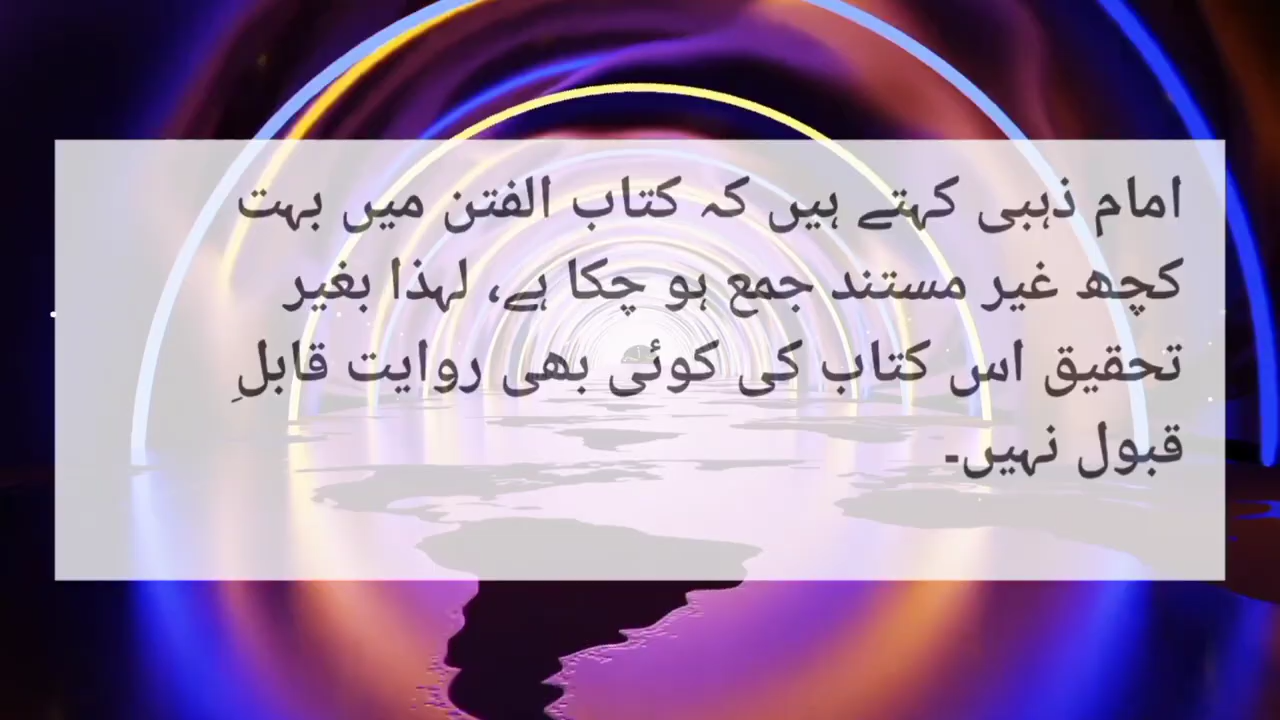 امام ذہبی کہتے ہیں کہ کتاب الفتن میں بہت
کچھ غیر مستند جمع ہو چکا ہے، لہذا بغیر
تحقیق اس کتاب کی کوئی بھی روایت قابلِ
قبول نہیں۔